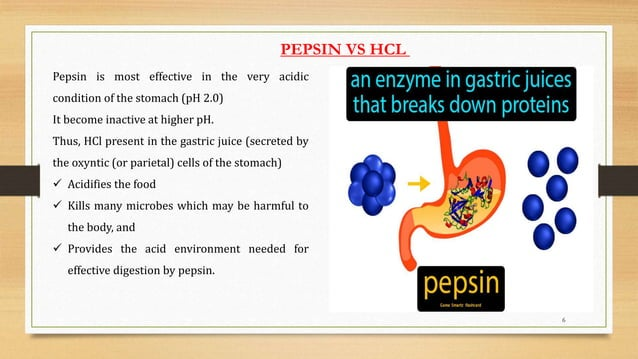 PEPSIN VS HCL
Pepsin is most effective in the very acidic
condition of the stomach (pH 2.0)
It become inactive at higher pH.
Thus, HCl present in the gastric juice (secreted by
the oxyntic (or parietal) cells of the stomach)
✓ Acidifies the food
✓ Kills many microbes which may be harmful to
the body, and
✓ Provides the acid environment needed for
effective digestion by pepsin.
an enzyme in gastric juices
that breaks down proteins
pepsin
Game Smartz flashcard
6